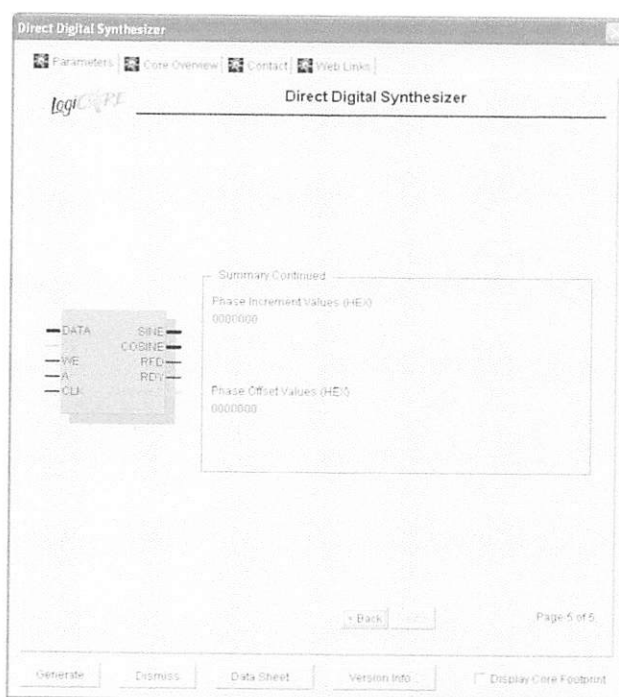 Direct Digital Synthesizer
Parameters Core Overview Contact Web Links
LogiCORE
Direct Digital Synthesizer
Summary Continued
Phase Increment Values (HEX)
0000000
DATA SINE
COSINE
WE RFD
A RDY
CLK
Phase Offset Values (HEX)
0000000
< Back
Page 5 of 5
Generate Dismiss Data Sheet Version Info... Display Core Footprint